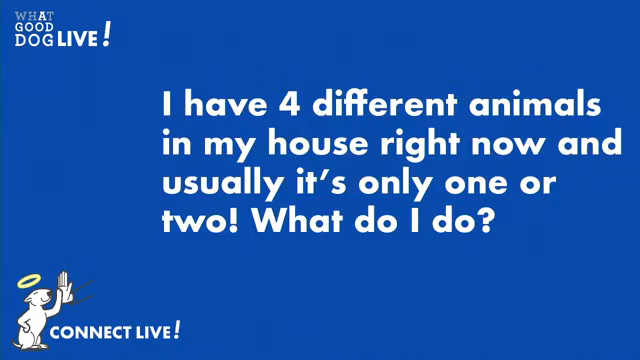 WHAT
GOOD
DOG LIVE!
I have 4 different animals
in my house right now and
usually it's only one or
two! What do I do?
CONNECT LIVE!